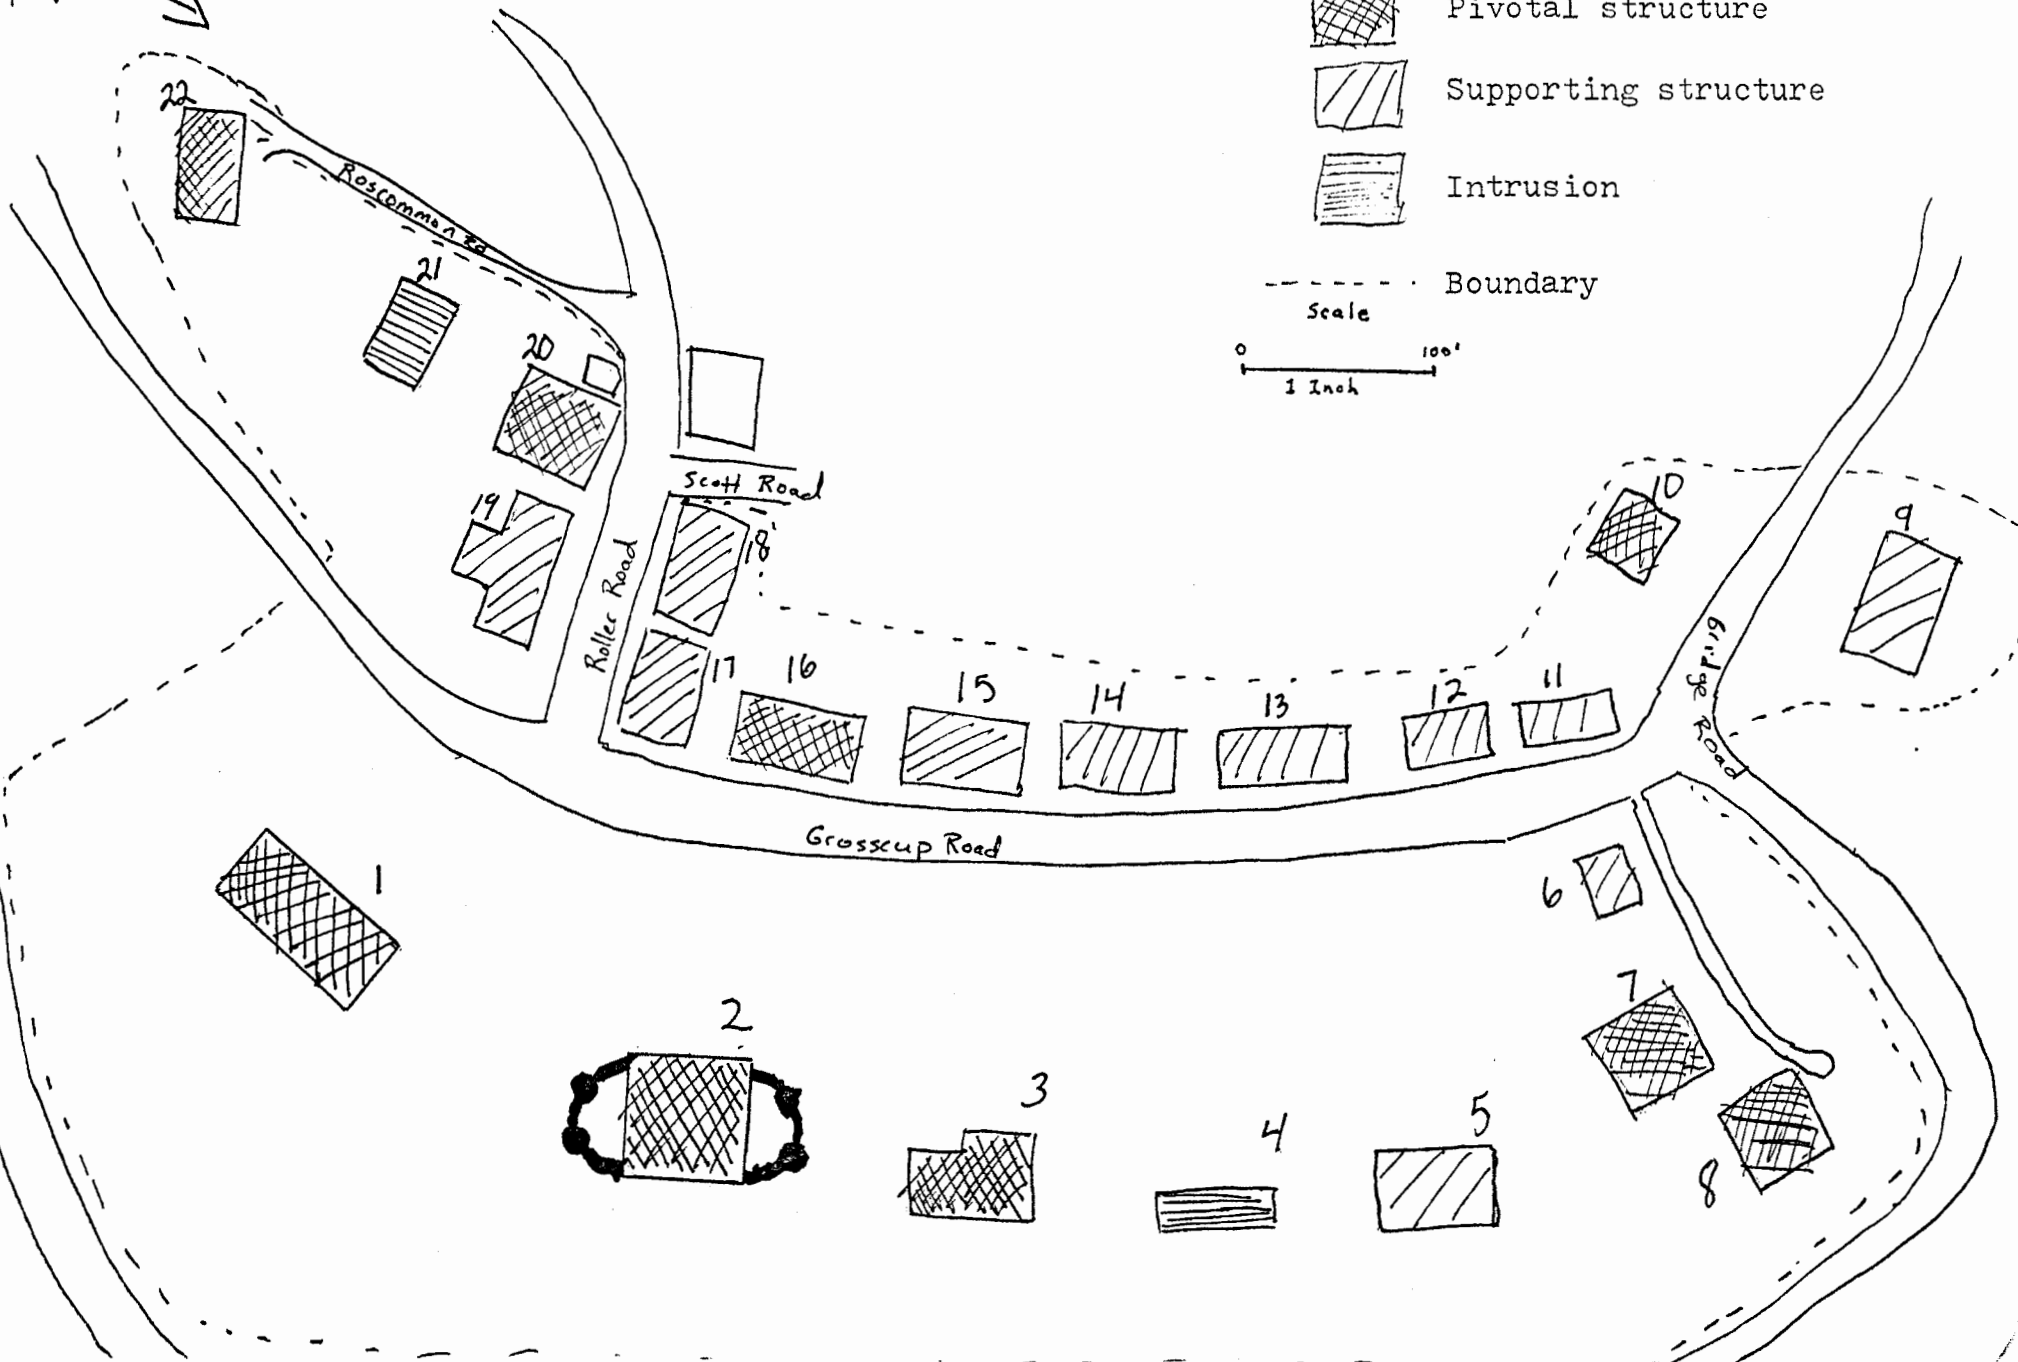 Pivotal structure
Supporting structure
Intrusion
Boundary
Scale
0 100'
1 Inch
22
Roscommon Rd
21
20
19
Scott Road
18
Roller Road
17
16
15
14
13
12
11
10
9
Bridge Road
Grosscup Road
1
2
3
4
5
6
7
8